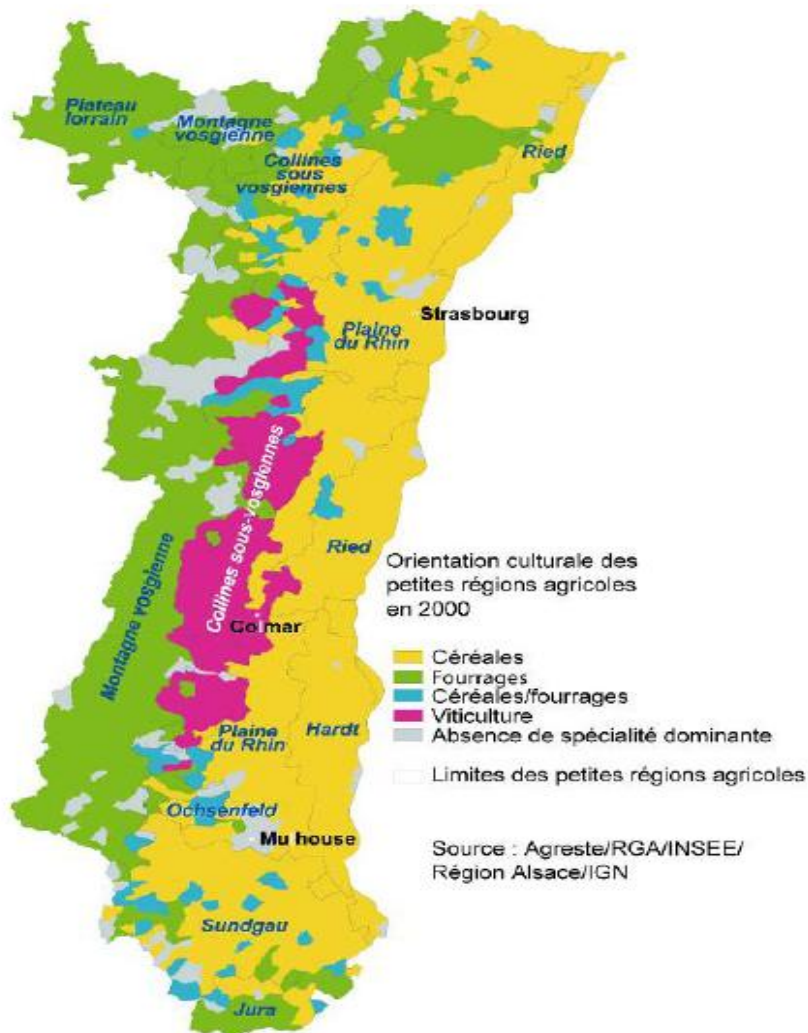 Plateau
lorrain
Montagne
vosgienne
Collines
sous
vosgiennes
Ried
Strasbourg
Plaine
du Rhin
Collines sous-vosgiennes
Ried
Montagne vosgienne
Colmar
Plaine
du Rhin
Hardt
Ochsenfeld
Mu house
Sundgau
Jura
Orientation culturale des
petites régions agricoles
en 2000
Céréales
Fourrages
Céréales/fourrages
Viticulture
Absence de spécialité dominante
Limites des petites régions agricoles
Source : Agreste/RGA/INSEE/
Région Alsace/IGN